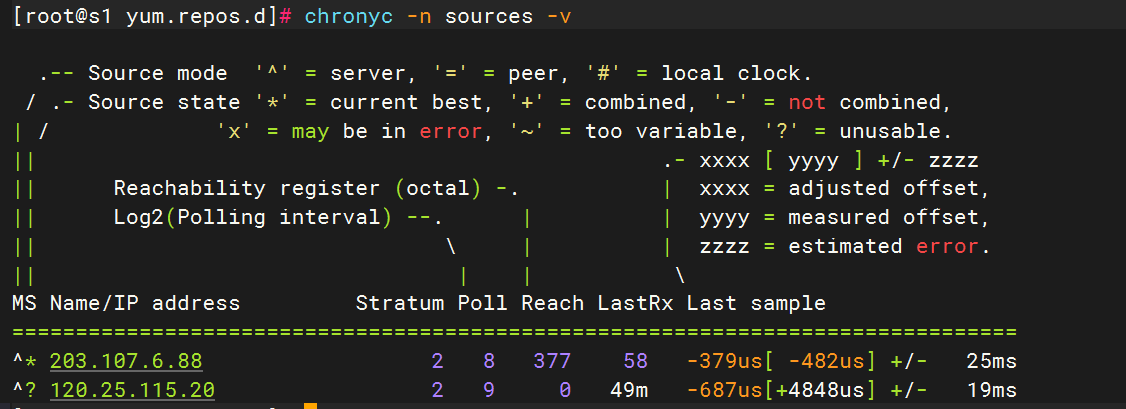 [root@s1 yum.repos.d]# chronyc -n sources -v
  .-- Source mode  '^' = server, '=' = peer, '#' = local clock.
 / .- Source state '*' = current best, '+' = combined, '-' = not combined,
| /             'x' = may be in error, '~' = too variable, '?' = unusable.
||                                                 .- xxxx [ yyyy ] +/- zzzz
||      Reachability register (octal) -.           |  xxxx = adjusted offset,
||      Log2(Polling interval) --.      |          |  yyyy = measured offset,
||                                \     |          |  zzzz = estimated error.
||                                 |    |           \
MS Name/IP address         Stratum Poll Reach LastRx Last sample
===============================================================================
^* 203.107.6.88                  2   8   377    58   -379us[ -482us] +/-   25ms
^? 120.25.115.20                 2   9     0   49m   -687us[+4848us] +/-   19ms